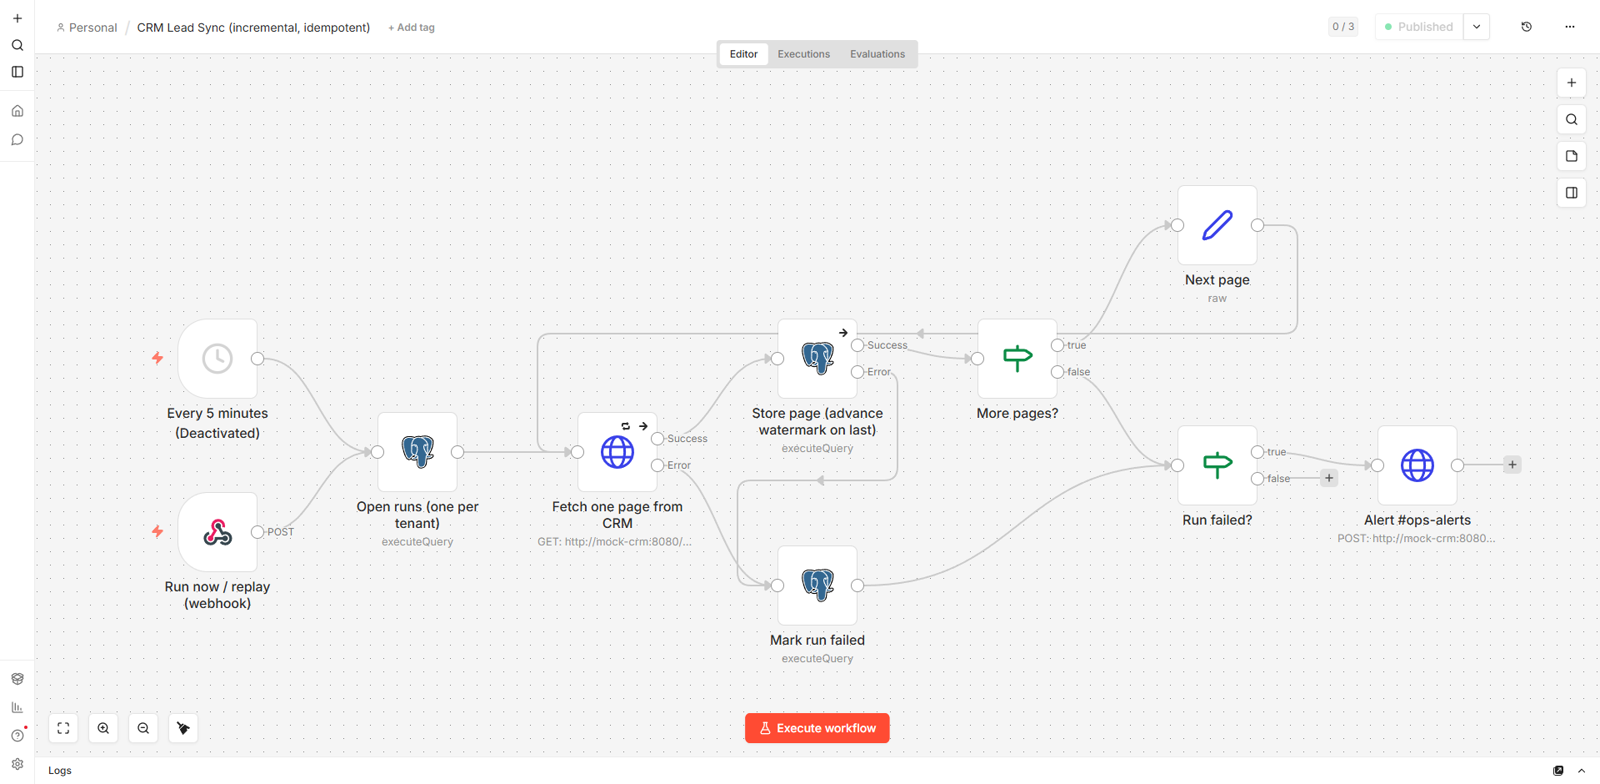 Personal / CRM Lead Sync (incremental, idempotent) + Add tag
0 / 3
Published
Editor Executions Evaluations
Next page
raw
Every 5 minutes
(Deactivated)
POST
Run now / replay
(webhook)
Open runs (one per
tenant)
executeQuery
Success
Error
Fetch one page from
CRM
GET: http://mock-crm:8080/...
Success
Error
Store page (advance
watermark on last)
executeQuery
true
false
More pages?
Mark run failed
executeQuery
true
false
Run failed?
Alert #ops-alerts
POST: http://mock-crm:8080...
Execute workflow
Logs